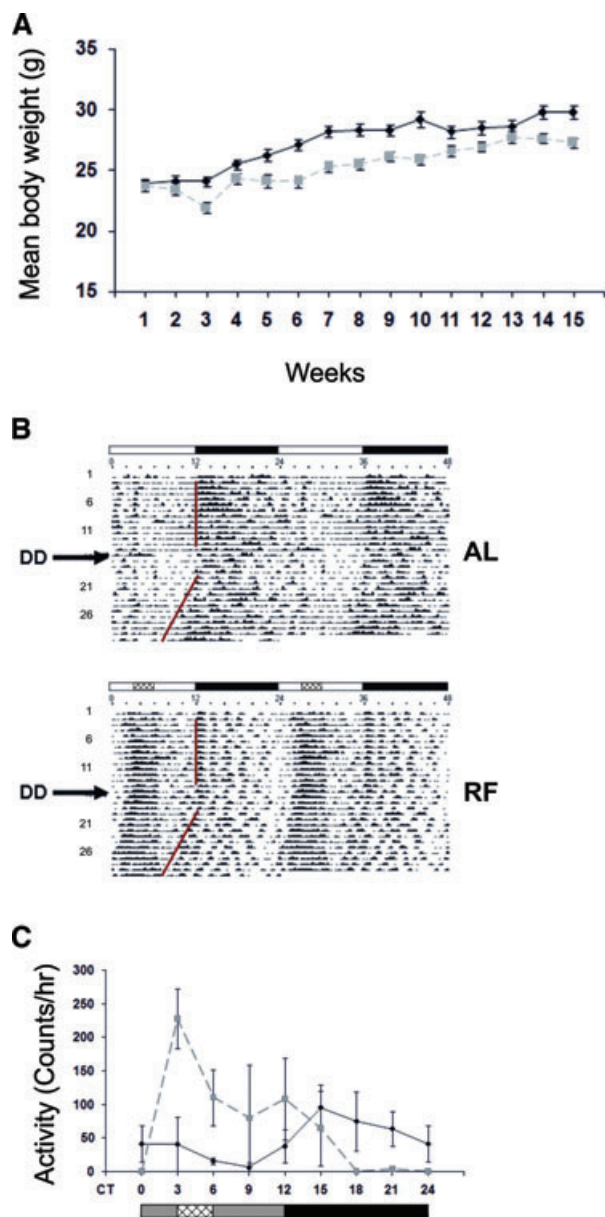 A
Mean body weight (g)
35
30
25
20
15
1 2 3 4 5 6 7 8 9 10 11 12 13 14 15
Weeks
B
0 12 24 36 48
1
6
11
DD
21
26
AL
0 12 24 36 48
1
6
11
DD
21
26
RF
C
Activity (Counts/hr)
300
250
200
150
100
50
0
CT 0 3 6 9 12 15 18 21 24